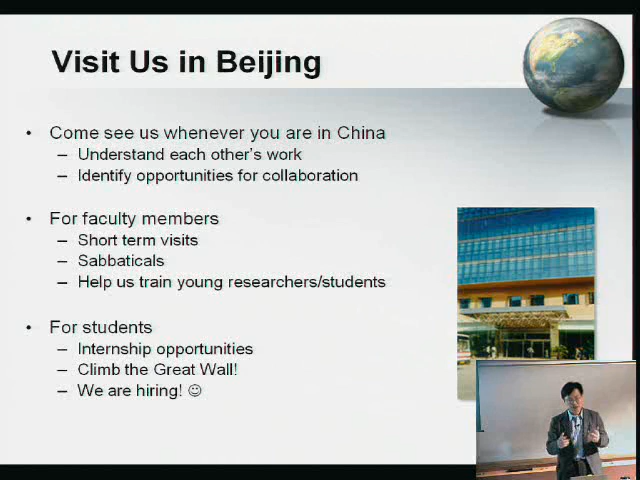 Visit Us in Beijing
• Come see us whenever you are in China
– Understand each other's work
– Identify opportunities for collaboration
• For faculty members
– Short term visits
– Sabbaticals
– Help us train young researchers/students
• For students
– Internship opportunities
– Climb the Great Wall!
– We are hiring! ☺